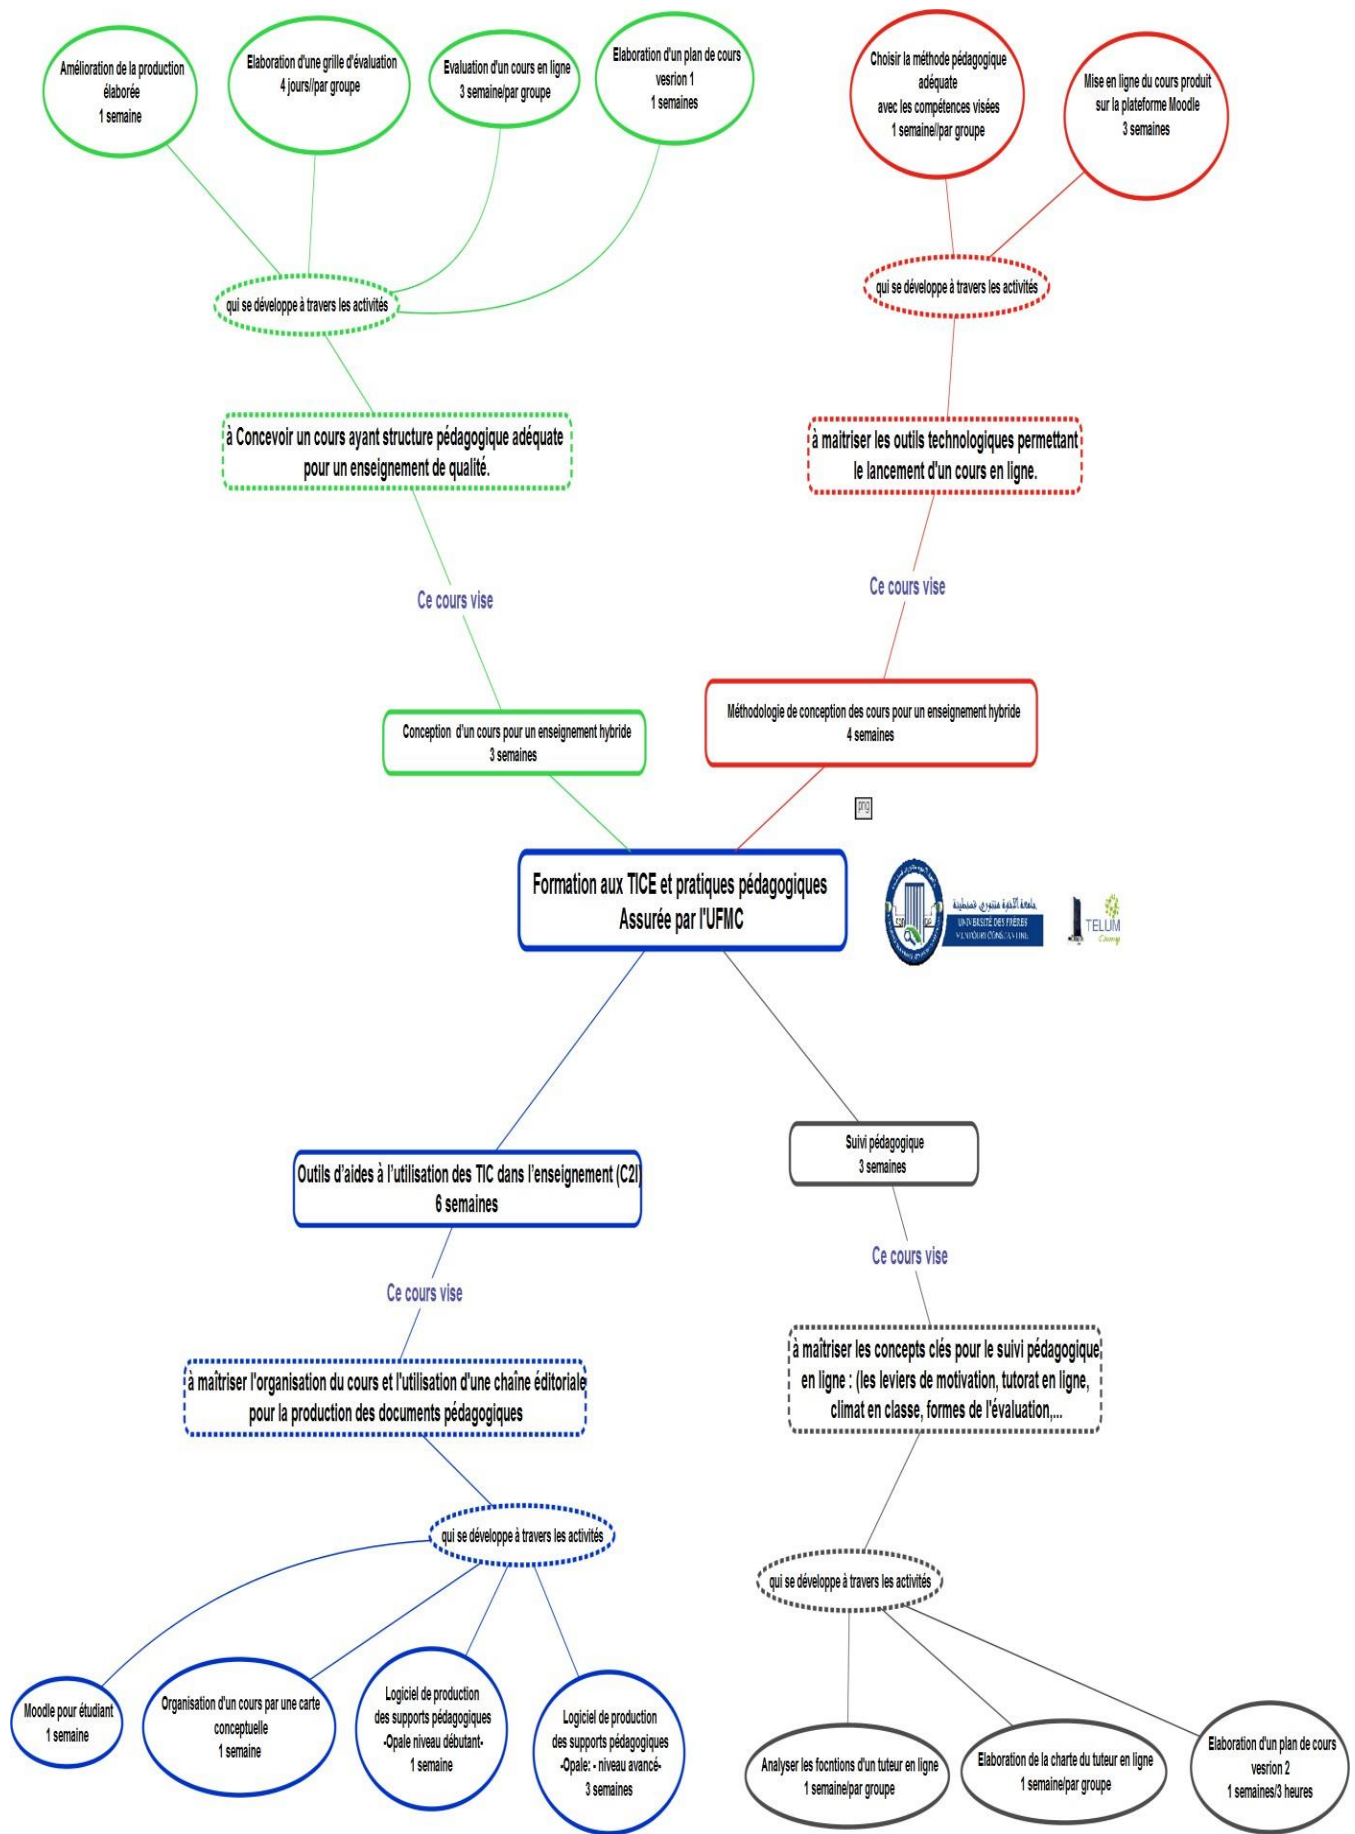 Amélioration de la production
élaborée
1 semaine
Elaboration d'une grille d'évaluation
4 jours//par groupe
Evaluation d'un cours en ligne
3 semaine/par groupe
Elaboration d'un plan de cours
vesrion 1
1 semaines
Choisir la méthode pédagogique
adéquate
avec les compétences visées
1 semaine//par groupe
Mise en ligne du cours produit
sur la plateforme Moodle
3 semaines
qui se développe à travers les activités
qui se développe à travers les activités
à Concevoir un cours ayant structure pédagogique adéquate
pour un enseignement de qualité.
à maitriser les outils technologiques permettant
le lancement d'un cours en ligne.
Ce cours vise
Ce cours vise
Conception d'un cours pour un enseignement hybride
3 semaines
Méthodologie de conception des cours pour un enseignement hybride
4 semaines
png
Formation aux TICE et pratiques pédagogiques
Assurée par l'UFMC
جامعة الإخوة منتوري قسنطينة
UNIVERSITÉ DES FRÈRES
MENTOURI CONSTANTINE
TELUM
Outils d'aides à l'utilisation des TIC dans l'enseignement (C2I)
6 semaines
Suivi pédagogique
3 semaines
Ce cours vise
Ce cours vise
à maîtriser l'organisation du cours et l'utilisation d'une chaîne éditoriale
pour la production des documents pédagogiques
à maîtriser les concepts clés pour le suivi pédagogique
en ligne : (les leviers de motivation, tutorat en ligne,
climat en classe, formes de l'évaluation,...
qui se développe à travers les activités
qui se développe à travers les activités
Moodle pour étudiant
1 semaine
Organisation d'un cours par une carte
conceptuelle
1 semaine
Logiciel de production
des supports pédagogiques
-Opale niveau débutant-
1 semaine
Logiciel de production
des supports pédagogiques
-Opale: - niveau avancé-
3 semaines
Analyser les focntions d'un tuteur en ligne
1 semaine/par groupe
Elaboration de la charte du tuteur en ligne
1 semaine/par groupe
Elaboration d'un plan de cours
vesrion 2
1 semaines/3 heures